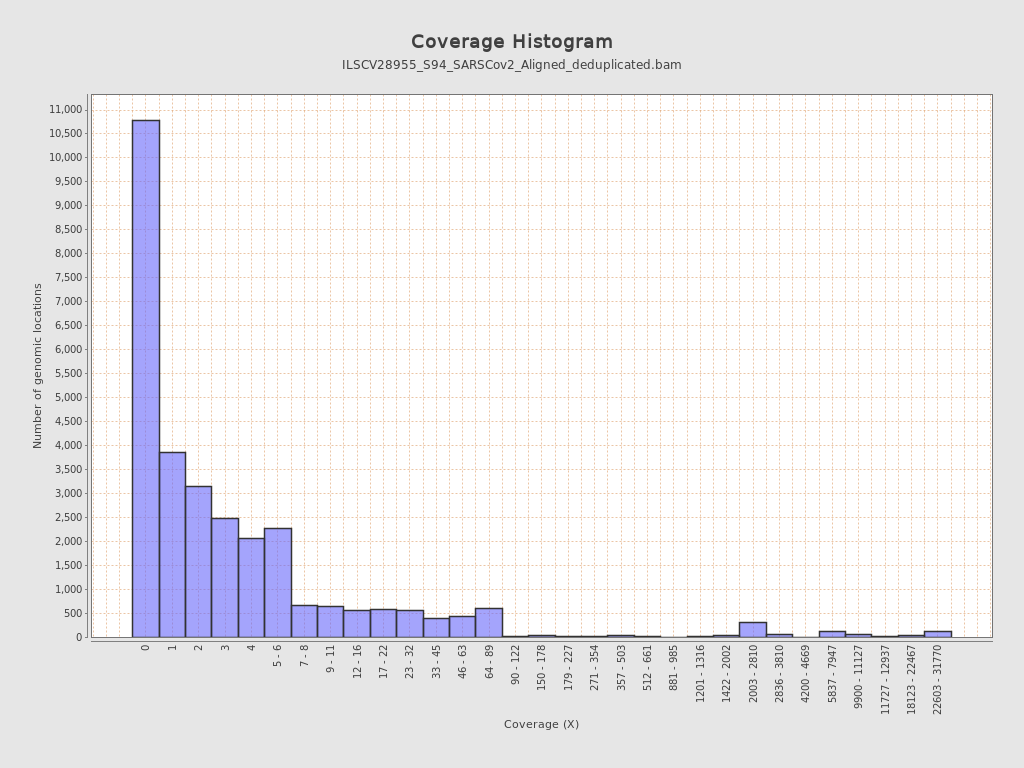 Coverage Histogram
ILSCV28955_S94_SARSCov2_Aligned_deduplicated.bam
11,000
10,500
10,000
9,500
9,000
8,500
8,000
7,500
7,000
6,500
6,000
5,500
5,000
4,500
4,000
3,500
3,000
2,500
2,000
1,500
1,000
500
0
Number of genomic locations
0
1
2
3
4
5 - 6
7 - 8
9 - 11
12 - 16
17 - 22
23 - 32
33 - 45
46 - 63
64 - 89
90 - 122
150 - 178
179 - 227
271 - 354
357 - 503
512 - 661
881 - 985
1201 - 1316
1422 - 2002
2003 - 2810
2836 - 3810
4200 - 4669
5837 - 7947
9900 - 11127
11727 - 12937
18123 - 22467
22603 - 31770
Coverage (X)